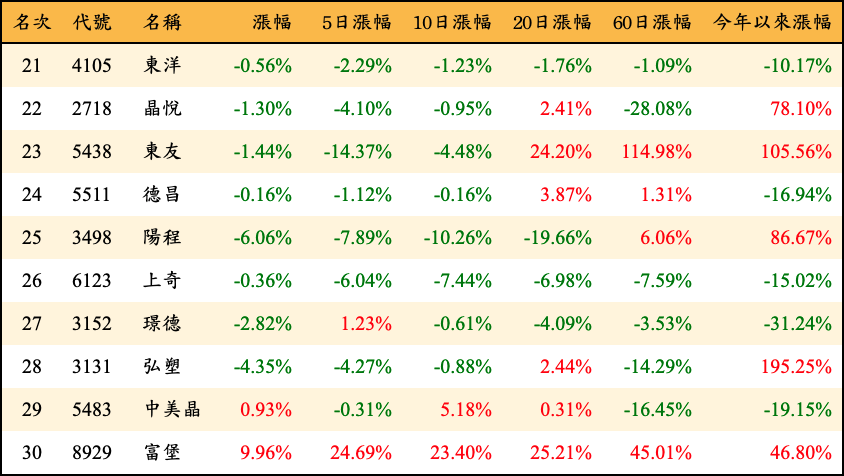 名次 代號 名稱 漲幅 5日漲幅 10日漲幅 20日漲幅 60日漲幅 今年以來漲幅
21 4105 東洋 -0.56% -2.29% -1.23% -1.76% -1.09% -10.17%
22 2718 晶悅 -1.30% -4.10% -0.95% 2.41% -28.08% 78.10%
23 5438 東友 -1.44% -14.37% -4.48% 24.20% 114.98% 105.56%
24 5511 德昌 -0.16% -1.12% -0.16% 3.87% 1.31% -16.94%
25 3498 陽程 -6.06% -7.89% -10.26% -19.66% 6.06% 86.67%
26 6123 上奇 -0.36% -6.04% -7.44% -6.98% -7.59% -15.02%
27 3152 璟德 -2.82% 1.23% -0.61% -4.09% -3.53% -31.24%
28 3131 弘塑 -4.35% -4.27% -0.88% 2.44% -14.29% 195.25%
29 5483 中美晶 0.93% -0.31% 5.18% 0.31% -16.45% -19.15%
30 8929 富堡 9.96% 24.69% 23.40% 25.21% 45.01% 46.80%